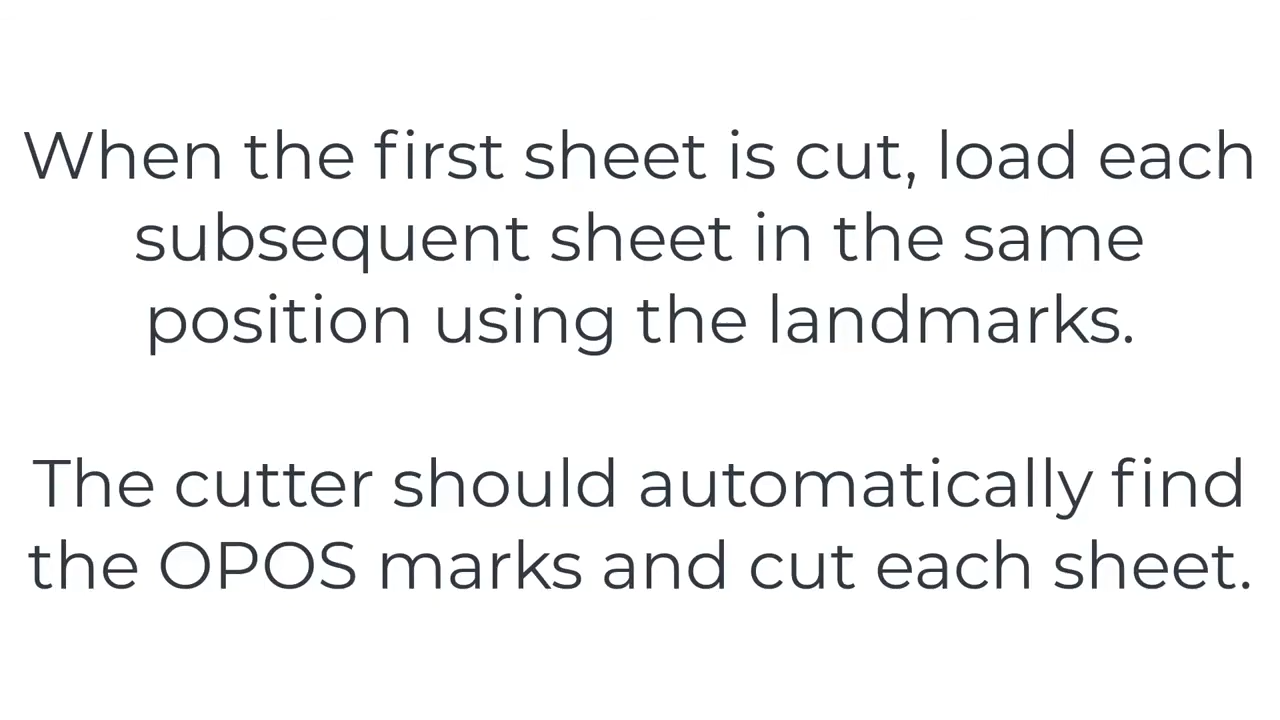 When the first sheet is cut, load each
subsequent sheet in the same
position using the landmarks.
The cutter should automatically find
the OPOS marks and cut each sheet.